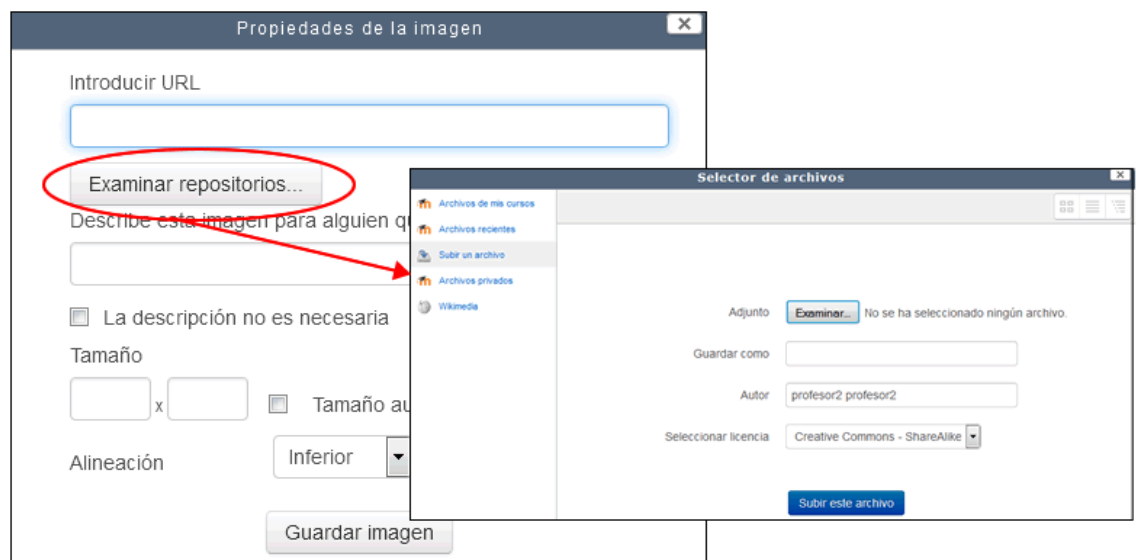 Propiedades de la imagen
Introducir URL
Examinar repositorios...
Describe esta imagen para alguien
La descripción no es necesaria
Tamaño
x
Tamaño
Alineación
Inferior
Guardar imagen
Selector de archivos
Archivos de mis cursos
Archivos recientes
Subir un archivo
Archivos privados
Wikimedia
Adjunto
Examinar... No se ha seleccionado ningún archivo.
Guardar como
Autor
profesor2 profesor2
Seleccionar licencia
Creative Commons - ShareAlike
Subir este archivo